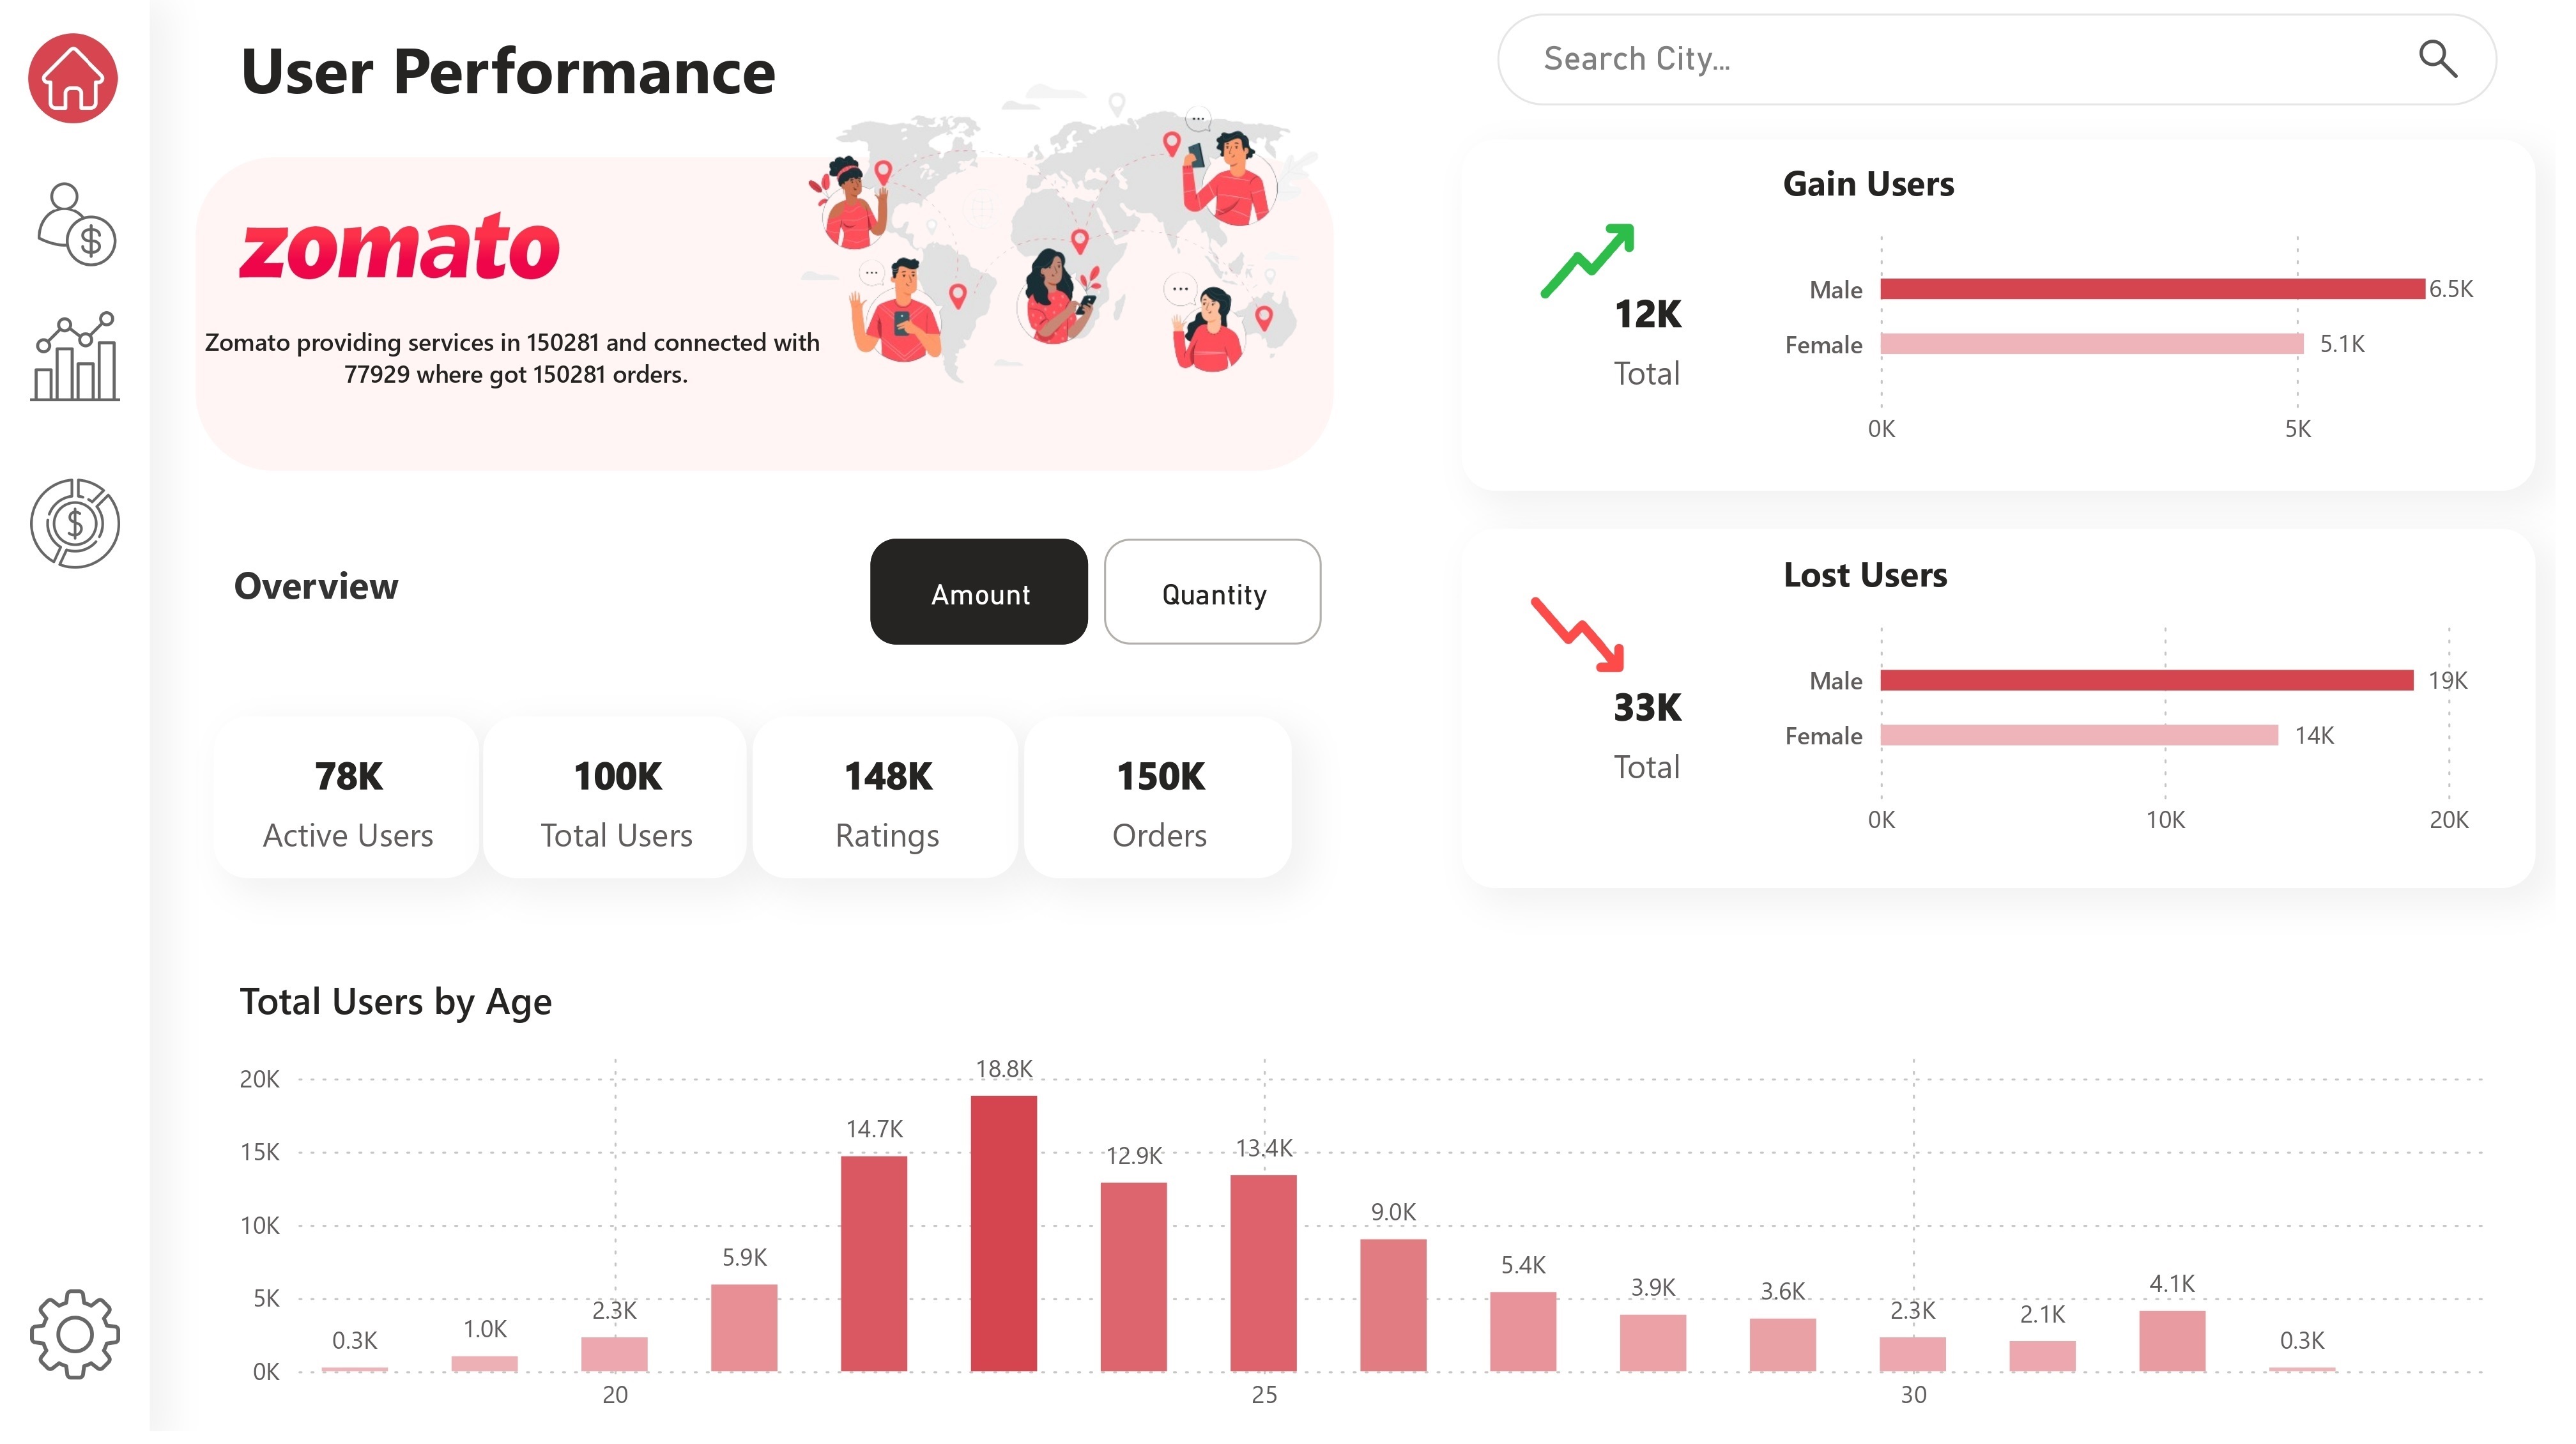 User Performance
Search City...
zomato
Zomato providing services in 150281 and connected with
77929 where got 150281 orders.
Gain Users
12K
Total
Male
6.5K
Female
5.1K
0K
5K
Overview
Amount
Quantity
Lost Users
33K
Total
Male
19K
Female
14K
0K
10K
20K
78K
Active Users
100K
Total Users
148K
Ratings
150K
Orders
Total Users by Age
20K
15K
10K
5K
0K
0.3K
1.0K
2.3K
5.9K
14.7K
18.8K
12.9K
13.4K
9.0K
5.4K
3.9K
3.6K
2.3K
2.1K
4.1K
0.3K
20
25
30